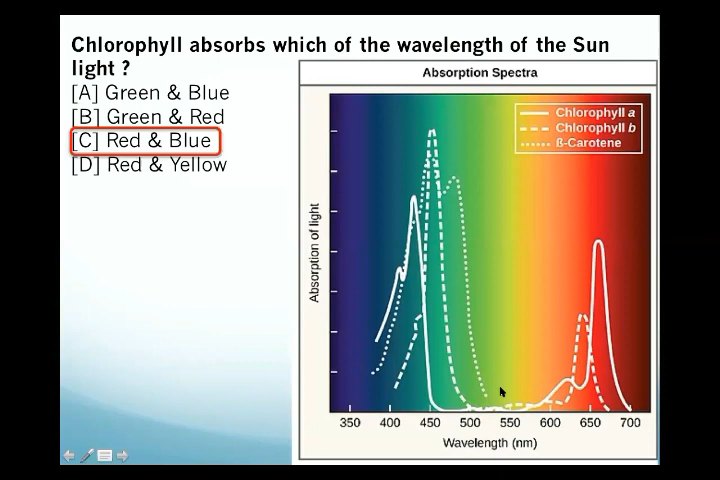 Chlorophyll absorbs which of the wavelength of the Sun
light ?
[A] Green & Blue
[B] Green & Red
[C] Red & Blue
[D] Red & Yellow
Absorption Spectra
Chlorophyll a
Chlorophyll b
ß-Carotene
Absorption of light
350 400 450 500 550 600 650 700
Wavelength (nm)